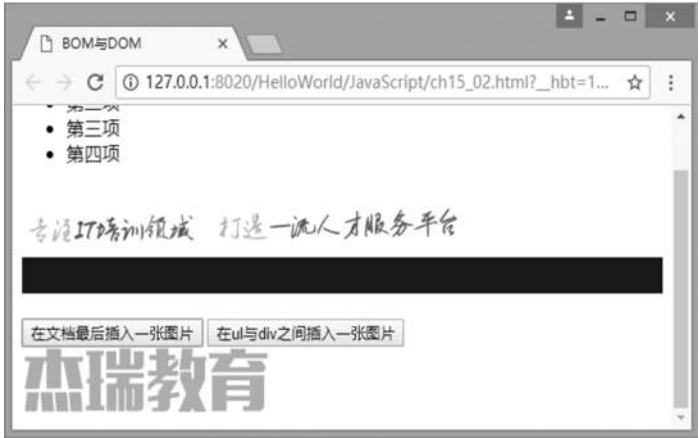 BOM与DOM
127.0.0.1:8020/HelloWorld/JavaScript/ch15_02.html?__hbt=1...
第二项
第三项
第四项
专注IT培训领域 打造一流人才服务平台
在文档最后插入一张图片 在ul与div之间插入一张图片
杰瑞教育